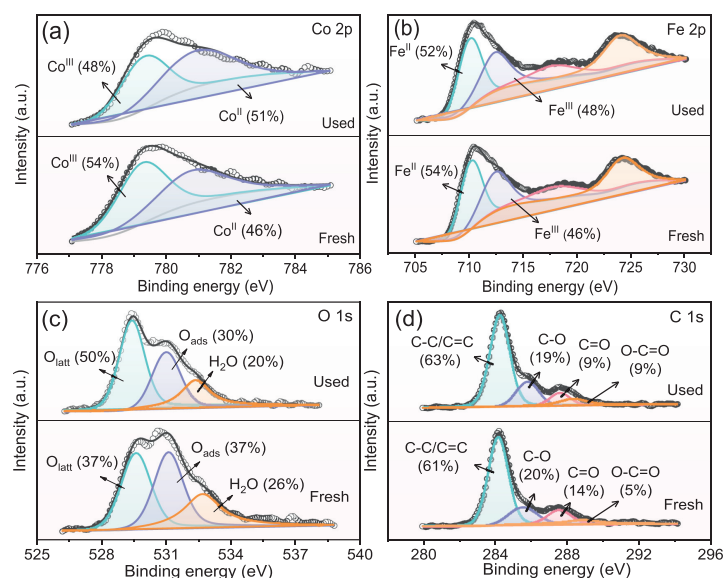 (a)
Co 2p
Co^III (48%)
Co^II (51%)
Used
Co^III (54%)
Co^II (46%)
Fresh
Intensity (a.u.)
776 778 780 782 784 786
Binding energy (eV)
(b)
Fe 2p
Fe^II (52%)
Fe^III (48%)
Used
Fe^II (54%)
Fe^III (46%)
Fresh
Intensity (a.u.)
705 710 715 720 725 730
Binding energy (eV)
(c)
O 1s
O_latt (50%)
O_ads (30%)
H_2O (20%)
Used
O_latt (37%)
O_ads (37%)
H_2O (26%)
Fresh
Intensity (a.u.)
525 528 531 534 537 540
Binding energy (eV)
(d)
C 1s
C-C/C=C
(63%)
C-O
(19%)
C=O
(9%)
O-C=O
(9%)
Used
C-C/C=C
(61%)
C-O
(20%)
C=O
(14%)
O-C=O
(5%)
Fresh
Intensity (a.u.)
280 284 288 292 296
Binding energy (eV)